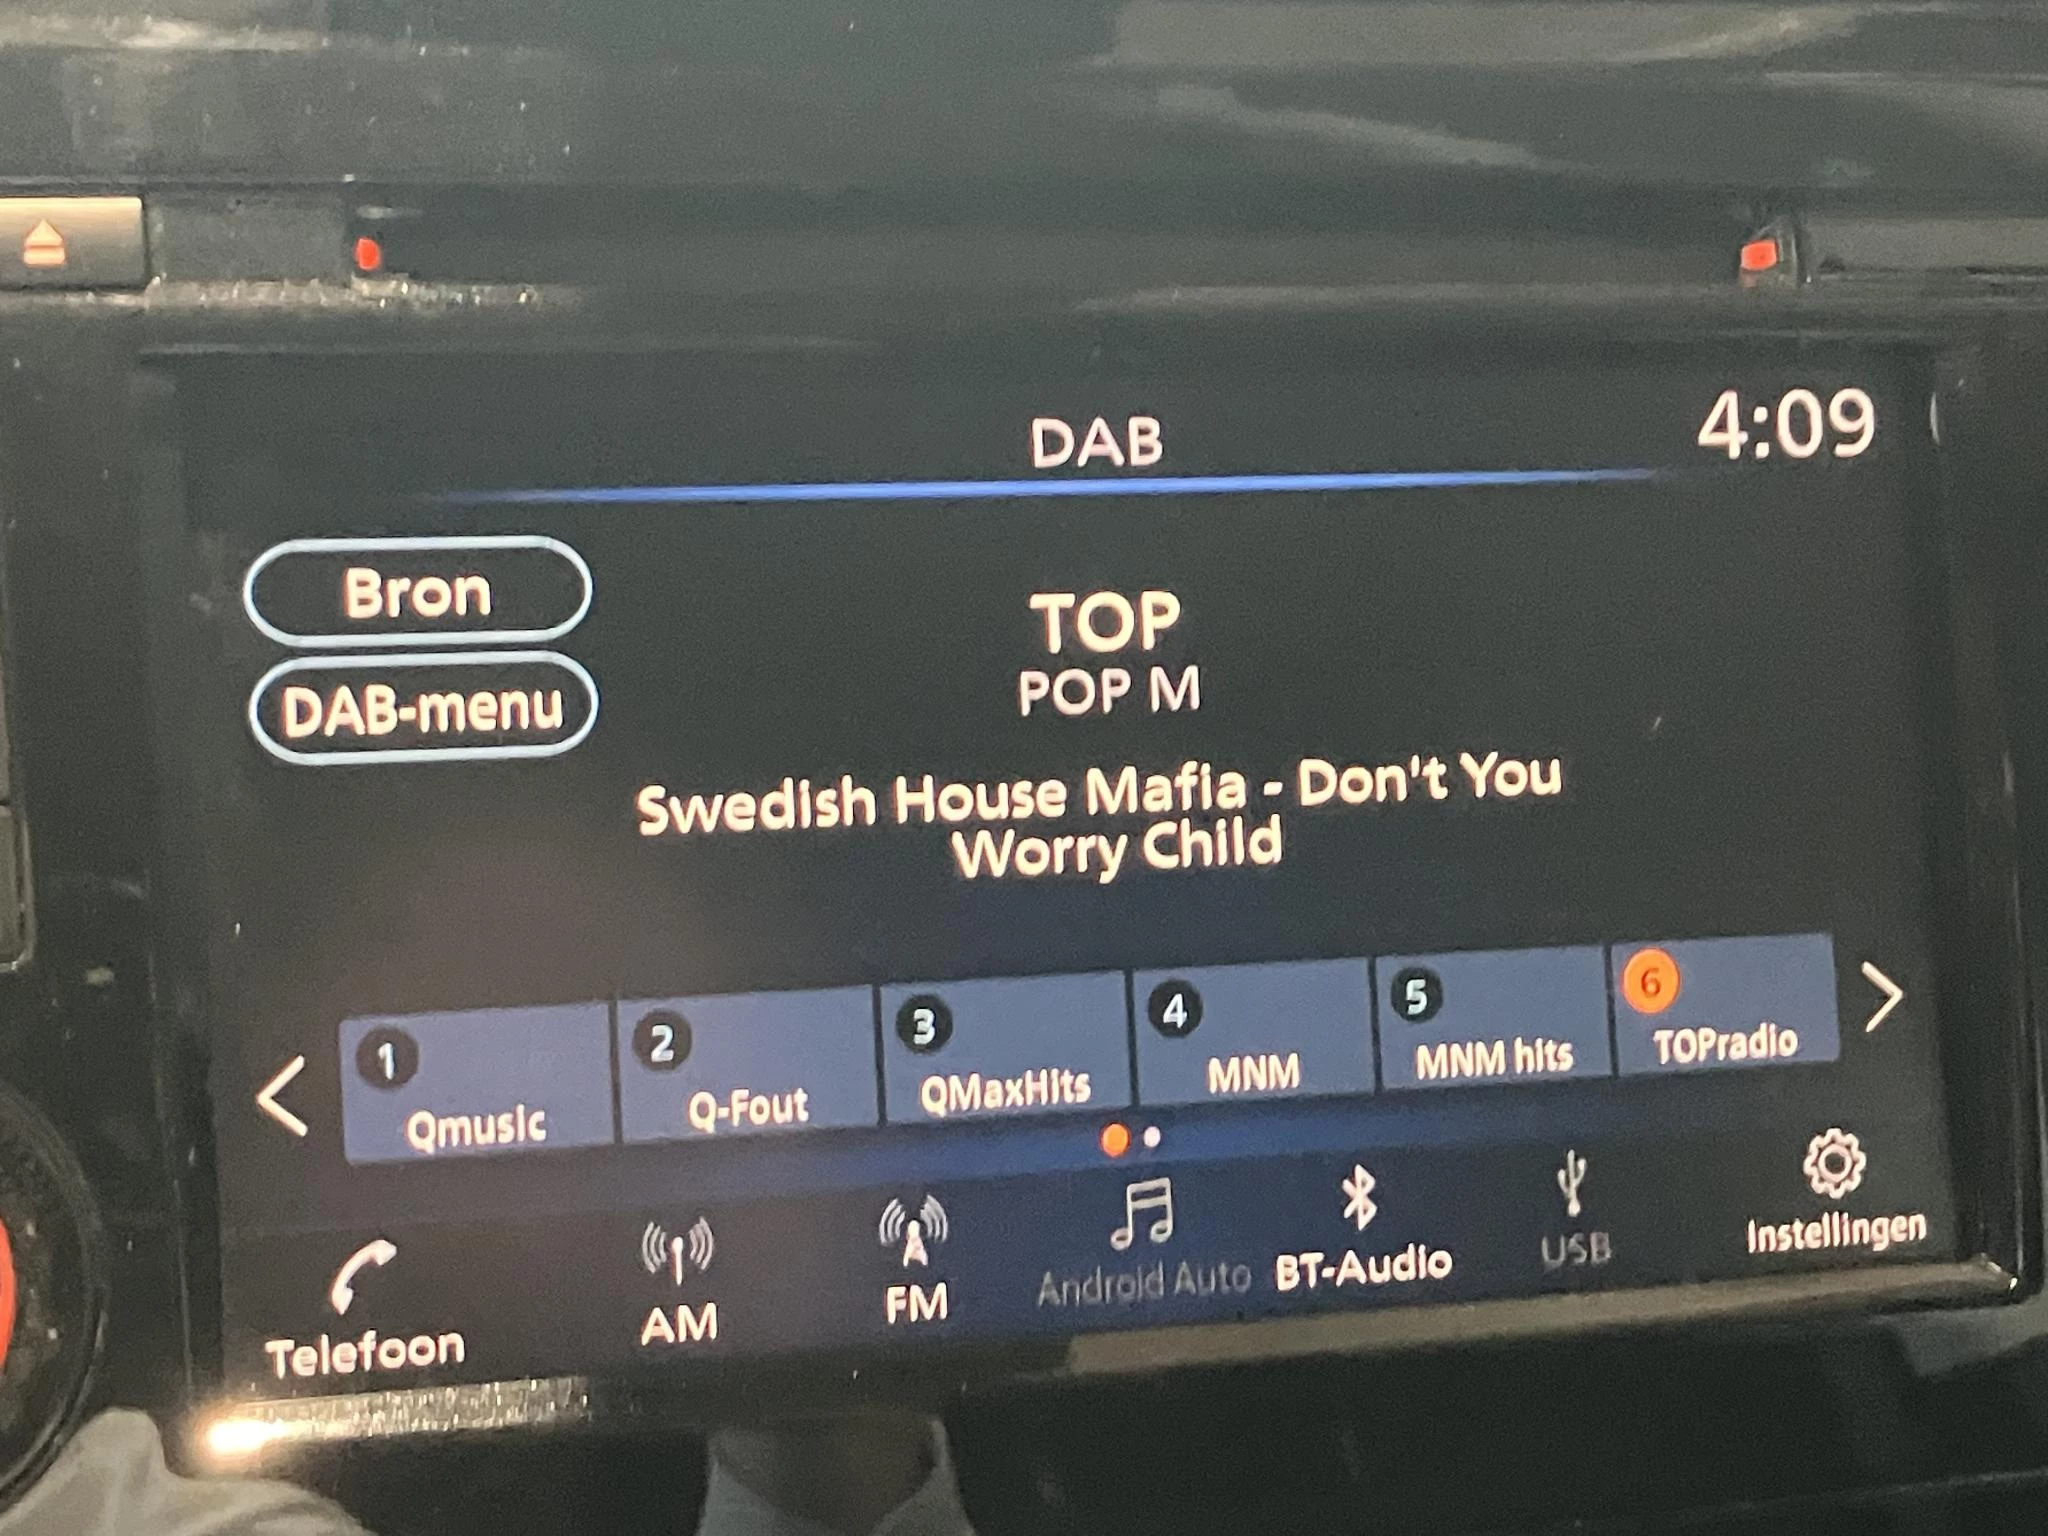 DAB
4:09
Bron
DAB-menu
TOP
POP M
Swedish House Mafia - Don't You
Worry Child
1
Qmusic
2
Q-Fout
3
QMaxHits
4
MNM
5
MNM hits
6
TOPradio
Telefoon
AM
FM
Android Auto
BT-Audio
USB
Instellingen